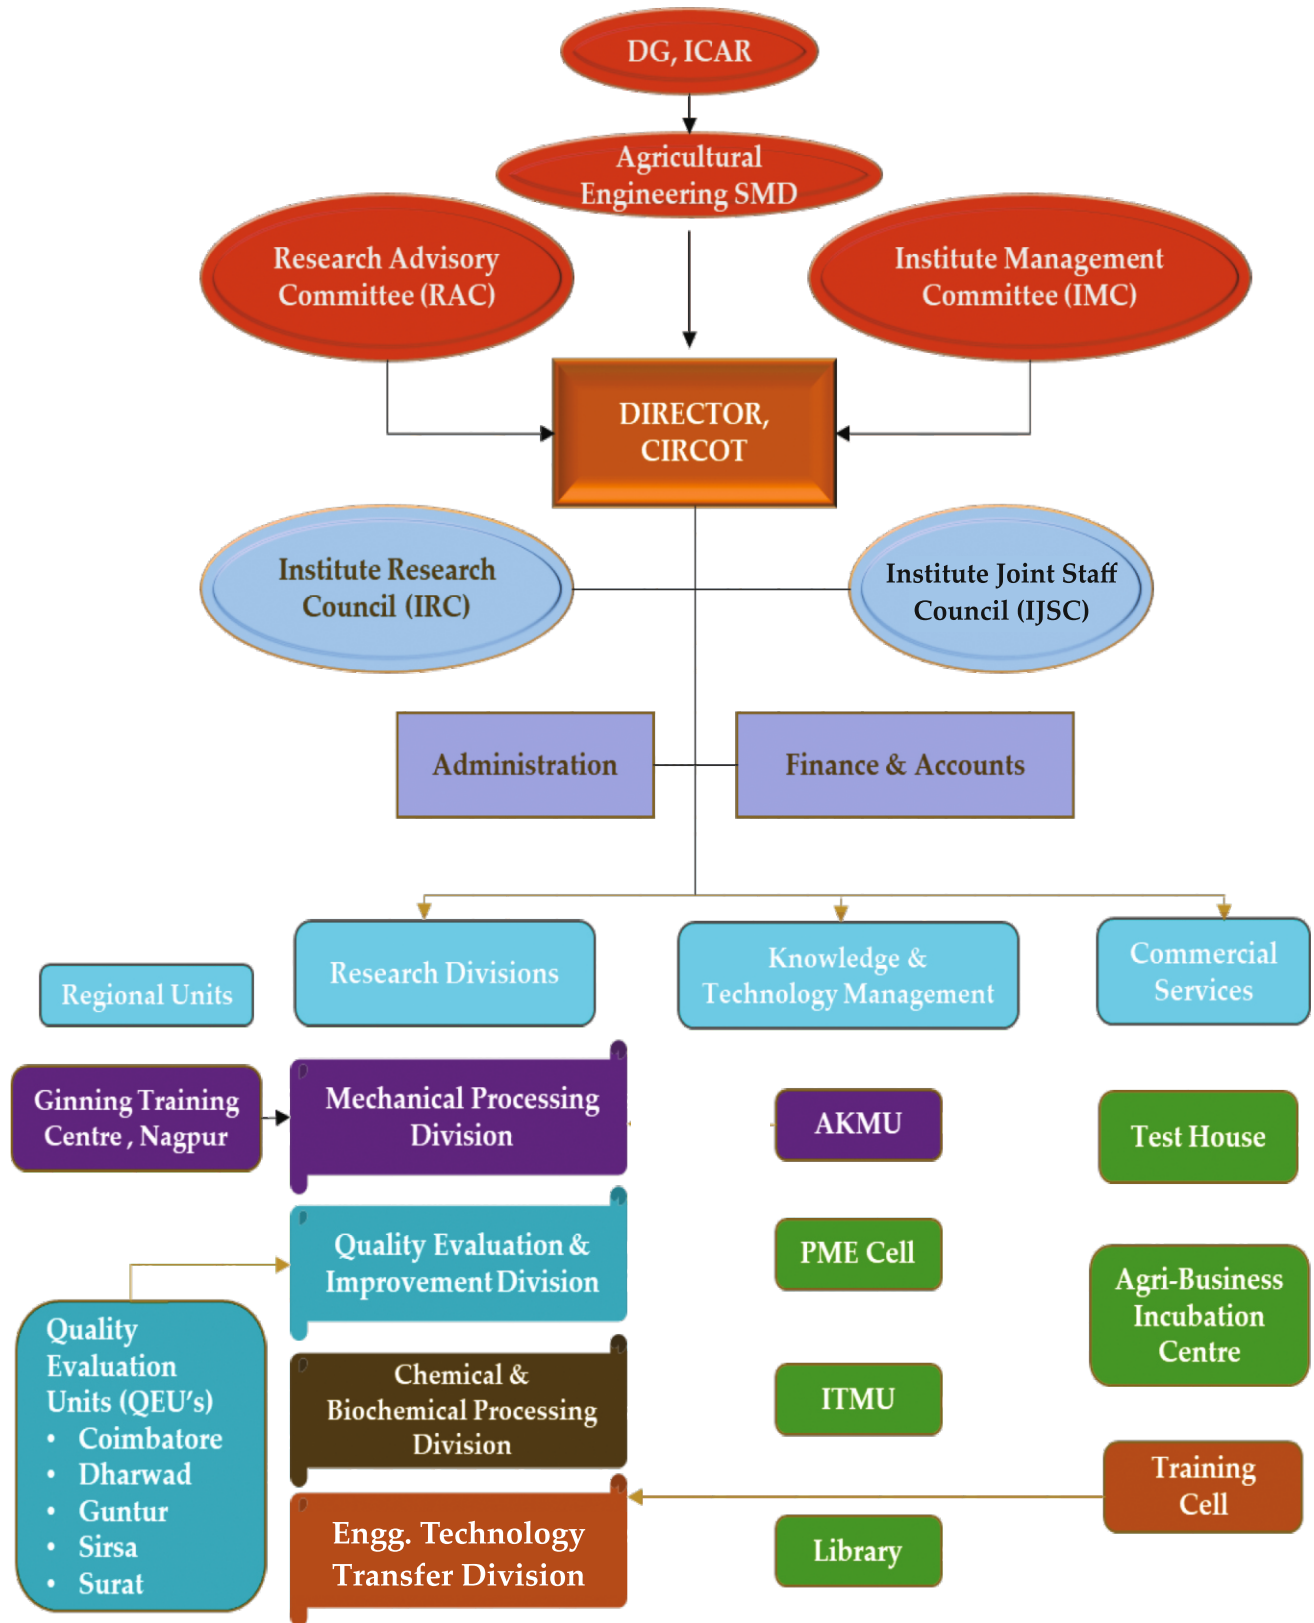 DG, ICAR
Agricultural
Engineering SMD
Research Advisory
Committee (RAC)
Institute Management
Committee (IMC)
DIRECTOR,
CIRCOT
Institute Research
Council (IRC)
Institute Joint Staff
Council (IJSC)
Administration
Finance & Accounts
Regional Units
Research Divisions
Knowledge &
Technology Management
Commercial
Services
Ginning Training
Centre , Nagpur
Mechanical Processing
Division
AKMU
Test House
Quality Evaluation &
Improvement Division
PME Cell
Agri-Business
Incubation
Centre
Quality
Evaluation
Units (QEU's)
• Coimbatore
• Dharwad
• Guntur
• Sirsa
• Surat
Chemical &
Biochemical Processing
Division
ITMU
Training
Cell
Engg. Technology
Transfer Division
Library